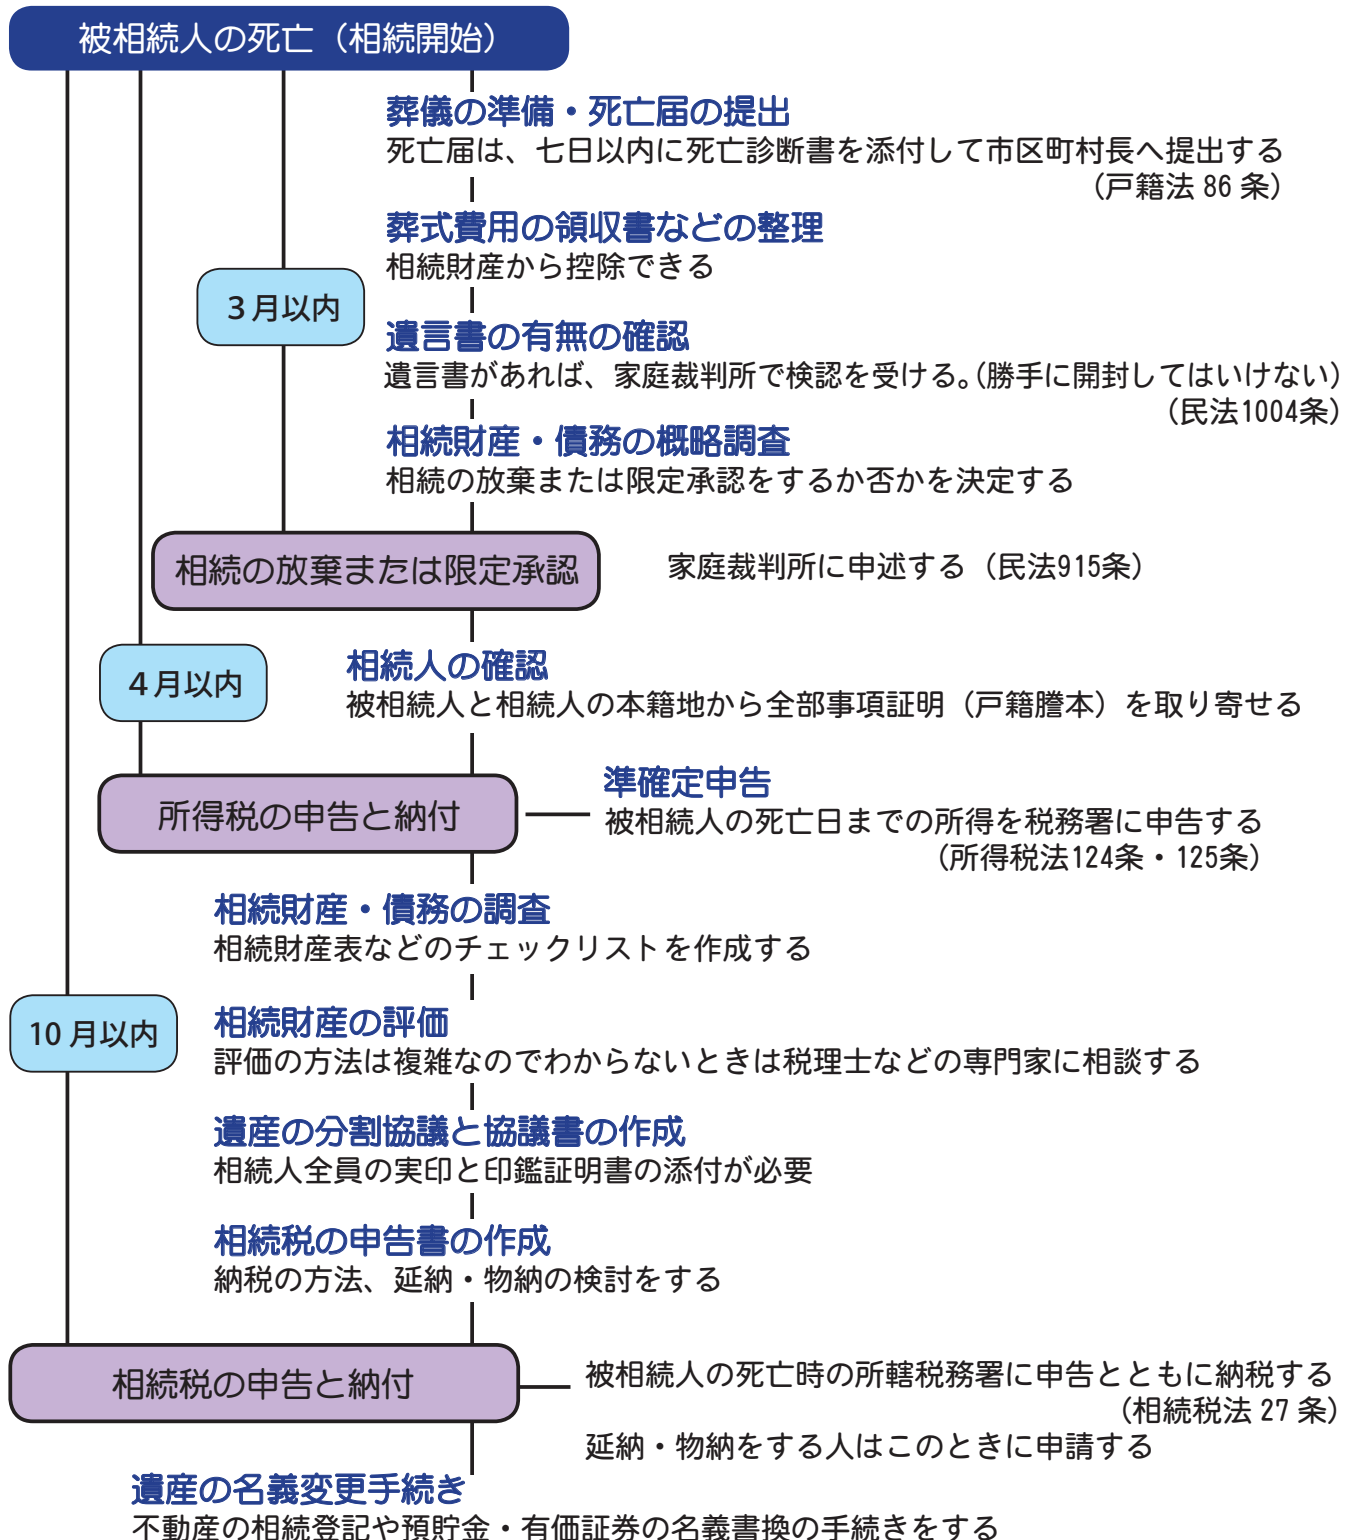 被相続人の死亡（相続開始）
葬儀の準備・死亡届の提出
死亡届は、七日以内に死亡診断書を添付して市区町村長へ提出する
(戸籍法 86 条)
葬式費用の領収書などの整理
相続財産から控除できる
3月以内
遺言書の有無の確認
遺言書があれば、家庭裁判所で検認を受ける。(勝手に開封してはいけない)
(民法1004条)
相続財産・債務の概略調査
相続の放棄または限定承認をするか否かを決定する
相続の放棄または限定承認
家庭裁判所に申述する（民法915条）
4月以内
相続人の確認
被相続人と相続人の本籍地から全部事項証明（戸籍謄本）を取り寄せる
所得税の申告と納付
準確定申告
被相続人の死亡日までの所得を税務署に申告する
(所得税法124条・125条)
相続財産・債務の調査
相続財産表などのチェックリストを作成する
10 月以内
相続財産の評価
評価の方法は複雑なのでわからないときは税理士などの専門家に相談する
遺産の分割協議と協議書の作成
相続人全員の実印と印鑑証明書の添付が必要
相続税の申告書の作成
納税の方法、延納・物納の検討をする
相続税の申告と納付
被相続人の死亡時の所轄税務署に申告とともに納税する
(相続税法 27 条)
延納・物納をする人はこのときに申請する
遺産の名義変更手続き
不動産の相続登記や預貯金・有価証券の名義書換の手続きをする